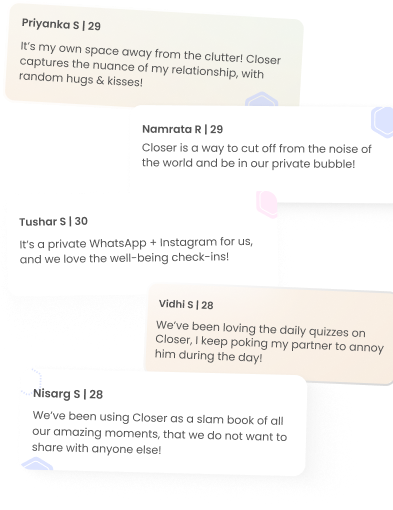 Priyanka S | 29
It's my own space away from the clutter! Closer
captures the nuance of my relationship, with
random hugs & kisses!
Namrata R | 29
Closer is a way to cut off from the noise of
the world and be in our private bubble!
Tushar S | 30
It's a private WhatsApp + Instagram for us,
and we love the well-being check-ins!
Vidhi S | 28
We've been loving the daily quizzes on
Closer, I keep poking my partner to annoy
him during the day!
Nisarg S | 28
We've been using Closer as a slam book of all
our amazing moments, that we do not want to
share with anyone else!